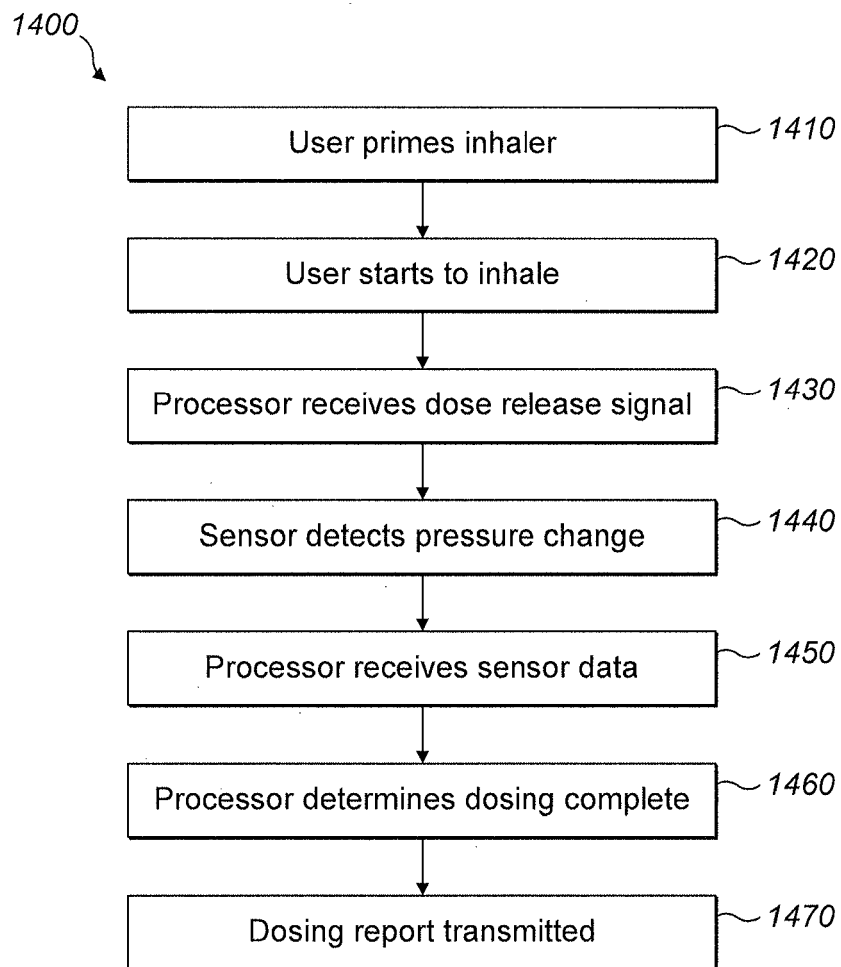 1400
User primes inhaler 1410
User starts to inhale 1420
Processor receives dose release signal 1430
Sensor detects pressure change 1440
Processor receives sensor data 1450
Processor determines dosing complete 1460
Dosing report transmitted 1470